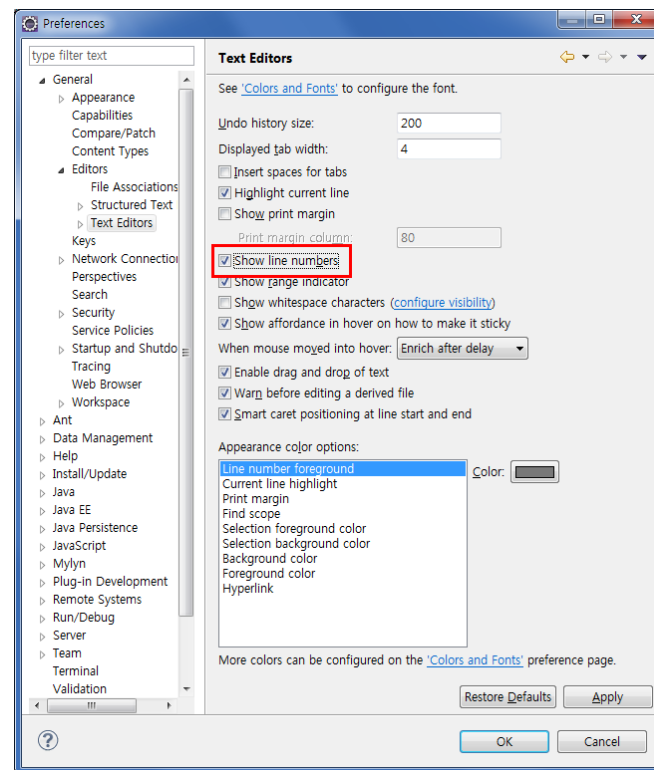 Preferences
type filter text
General
Appearance
Capabilities
Compare/Patch
Content Types
Editors
File Associations
Structured Text
Text Editors
Keys
Network Connection
Perspectives
Search
Security
Service Policies
Startup and Shutdo
Tracing
Web Browser
Workspace
Ant
Data Management
Help
Install/Update
Java
Java EE
Java Persistence
JavaScript
Mylyn
Plug-in Development
Remote Systems
Run/Debug
Server
Team
Terminal
Validation
Text Editors
See 'Colors and Fonts' to configure the font.
Undo history size: 200
Displayed tab width: 4
Insert spaces for tabs
Highlight current line
Show print margin
Print margin column: 80
Show line numbers
Show range indicator
Show whitespace characters (configure visibility)
Show affordance in hover on how to make it sticky
When mouse moved into hover: Enrich after delay
Enable drag and drop of text
Warn before editing a derived file
Smart caret positioning at line start and end
Appearance color options:
Line number foreground
Current line highlight
Print margin
Find scope
Selection foreground color
Selection background color
Background color
Foreground color
Hyperlink
Color:
More colors can be configured on the 'Colors and Fonts' preference page.
Restore Defaults Apply
OK Cancel